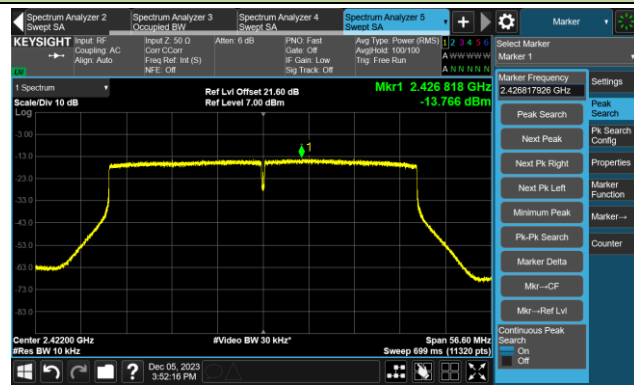 Spectrum Analyzer 2
Swept SA
Spectrum Analyzer 3
Occupied BW
Spectrum Analyzer 4
Swept SA
Spectrum Analyzer 5
Swept SA
Marker
KEYSIGHT
Input: RF
Coupling: AC
Align: Auto
Input Z: 50 Ω
Corr CCorr
Freq Ref: Int (S)
NFE: Off
Atten: 6 dB
PNO: Fast
Gate: Off
IF Gain: Low
Sig Track: Off
Avg Type: Power (RMS)
Avg|Hold: 100/100
Trig: Free Run
1 2 3 4 5 6
A W W W W W
A N N N N N
Select Marker
Marker 1
1 Spectrum
Scale/Div 10 dB
Log
Ref Lvl Offset 21.60 dB
Ref Level 7.00 dBm
Mkr1 2.426 818 GHz
-13.766 dBm
1
-3.00
-13.0
-23.0
-33.0
-43.0
-53.0
-63.0
-73.0
-83.0
Center 2.42200 GHz
#Res BW 10 kHz
#Video BW 30 kHz*
Span 56.60 MHz
Sweep 699 ms (11320 pts)
Marker Frequency
2.426817926 GHz
Peak Search
Next Peak
Next Pk Right
Next Pk Left
Minimum Peak
Pk-Pk Search
Marker Delta
Mkr→CF
Mkr→Ref Lvl
Continuous Peak
Search
On
Off
Settings
Peak
Search
Pk Search
Config
Properties
Marker
Function
Marker→
Counter
?
Dec 05, 2023
3:52:16 PM